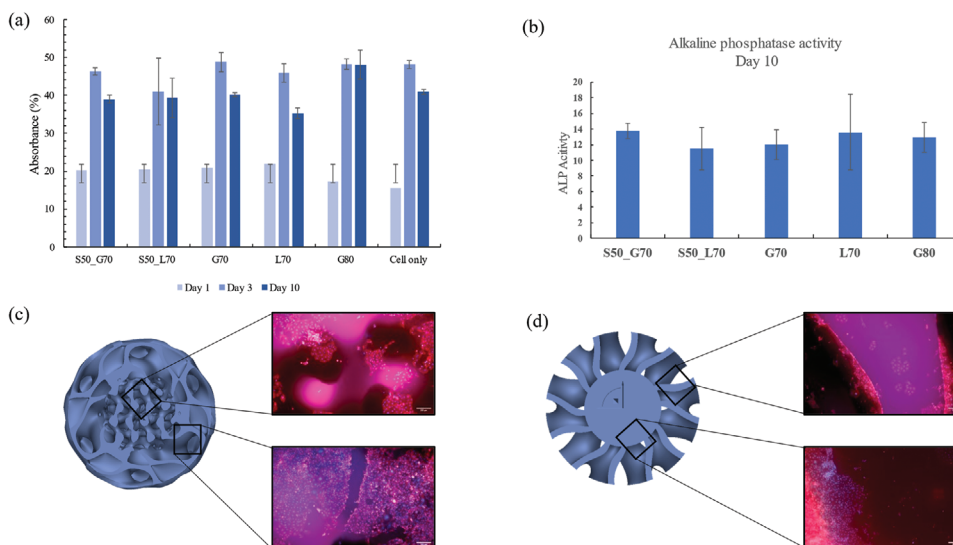 (a)
60
50
40
30
20
10
0
Absorbance (%)
S50_G70 S50_L70 G70 L70 G80 Cell only
Day 1 Day 3 Day 10
(b)
Alkaline phosphatase activity
Day 10
20
18
16
14
12
10
8
6
4
2
0
ALP Acitivty
S50_G70 S50_L70 G70 L70 G80
(c)
(d)